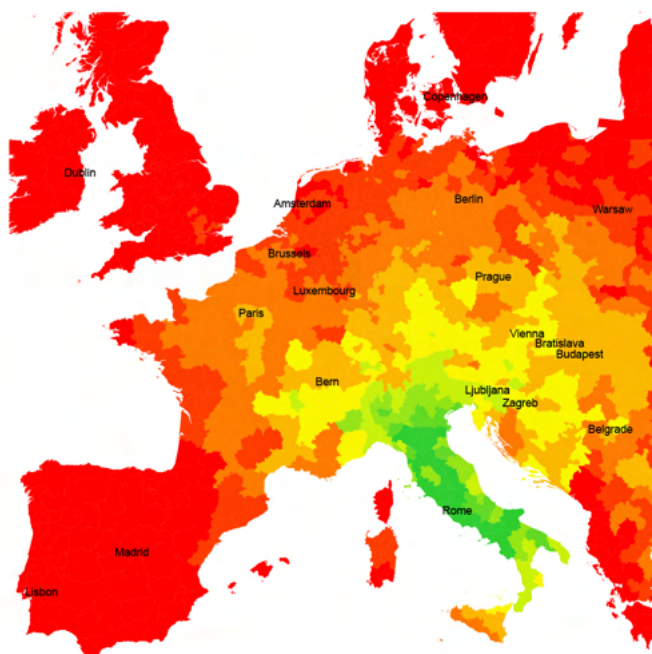 Copenhagen
Dublin
Berlin
Amsterdam
Warsaw
Brussels
Prague
Luxembourg
Paris
Vienna
Bratislava
Budapest
Bern
Ljubljana
Zagreb
Belgrade
Rome
Madrid
Lisbon